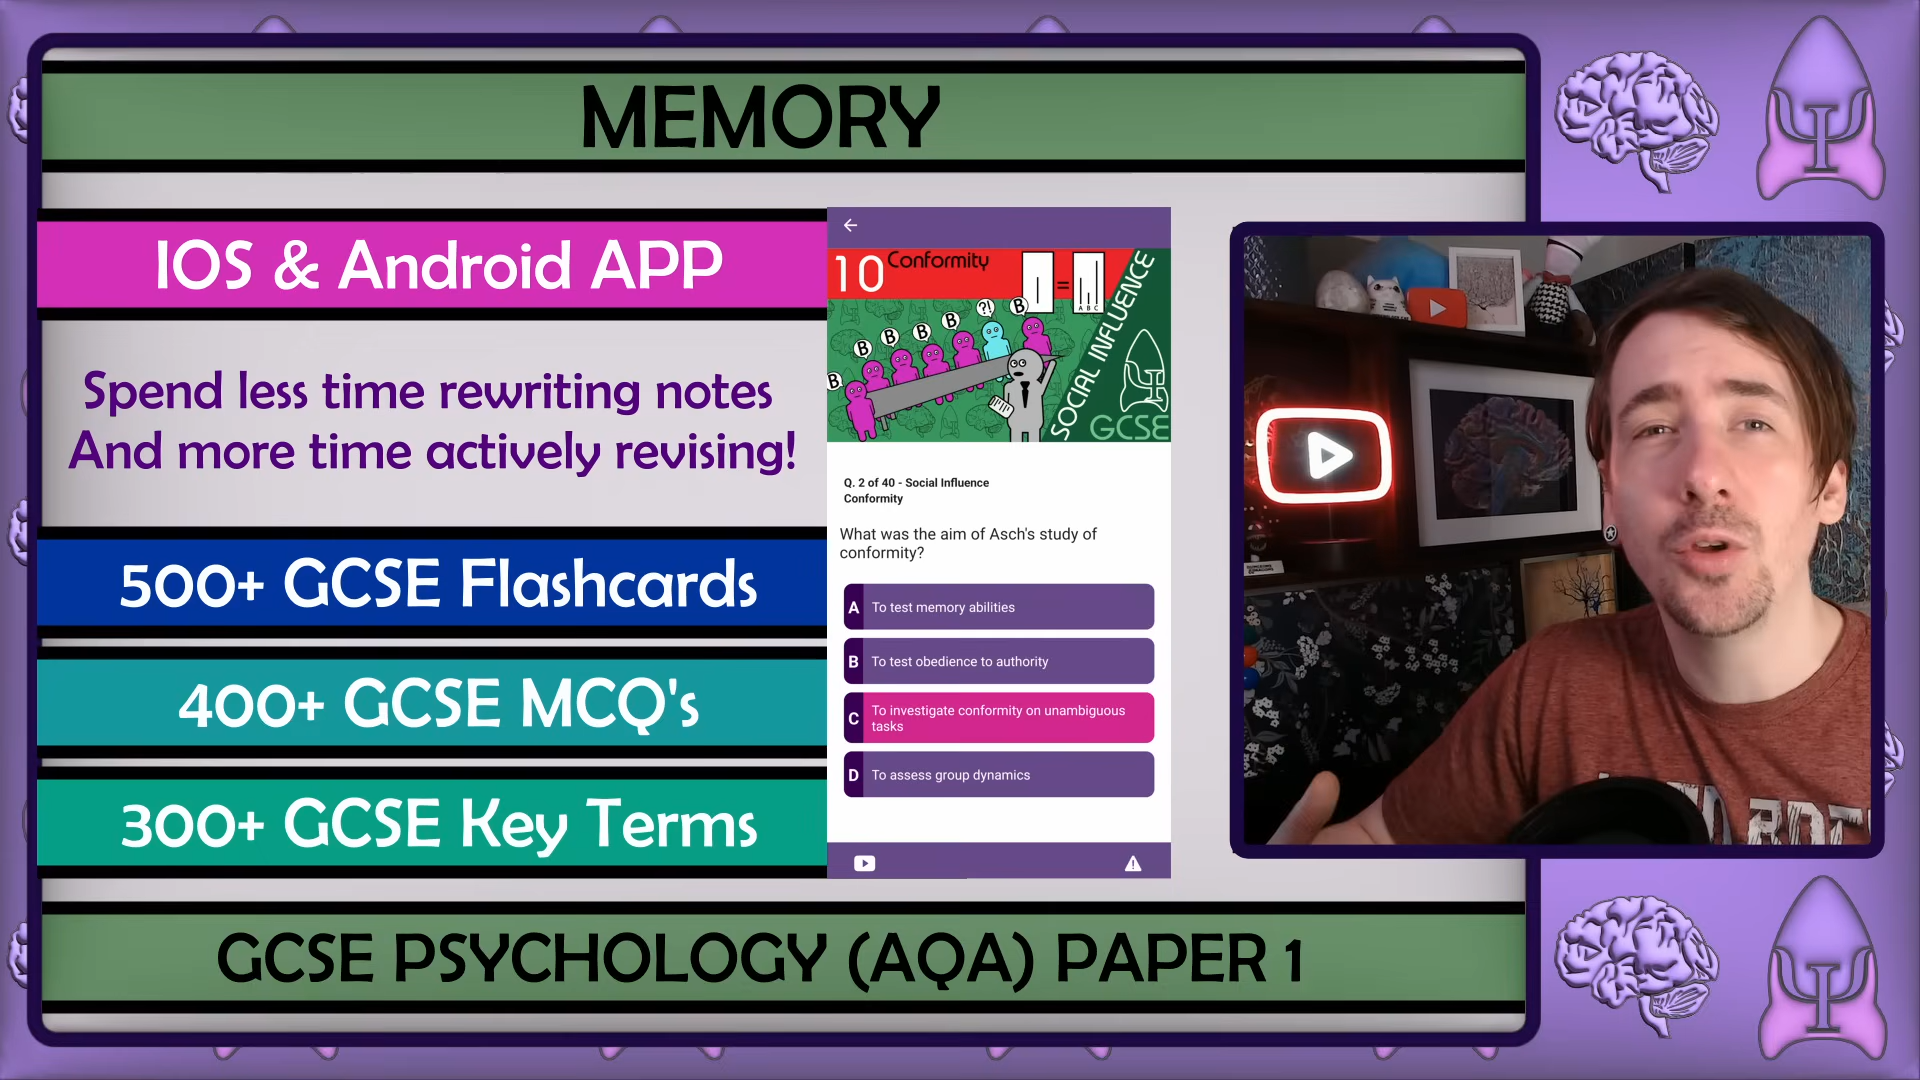 MEMORY
IOS & Android APP
Spend less time rewriting notes
And more time actively revising!
500+ GCSE Flashcards
400+ GCSE MCQ's
300+ GCSE Key Terms
10 Conformity
=
A B C
B
B
B
B
B
?!
B
SOCIAL INFLUENCE
GCSE
Q. 2 of 40 - Social Influence
Conformity
What was the aim of Asch's study of
conformity?
A To test memory abilities
B To test obedience to authority
C To investigate conformity on unambiguous
tasks
D To assess group dynamics
GCSE PSYCHOLOGY (AQA) PAPER 1